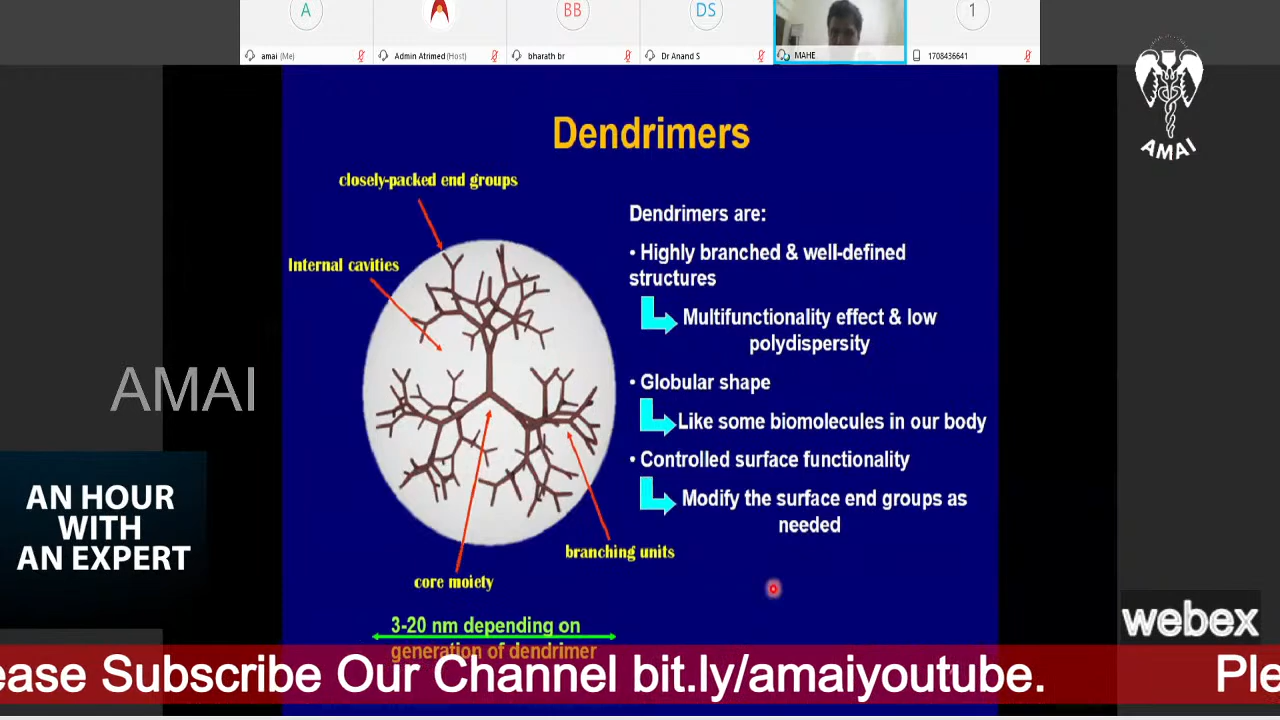 A
BB
DS
1
amai (Me)
Admin Atrimed (Host)
bharath br
Dr Anand S
MAHE
1708436641
AMAI
Dendrimers
closely-packed end groups
Internal cavities
core moiety
branching units
3-20 nm depending on
generation of dendrimer
Dendrimers are:
• Highly branched & well-defined
structures
Multifunctionality effect & low
polydispersity
• Globular shape
Like some biomolecules in our body
• Controlled surface functionality
Modify the surface end groups as
needed
AMAI
AN HOUR
WITH
AN EXPERT
webex
ease Subscribe Our Channel bit.ly/amaiyoutube. Ple